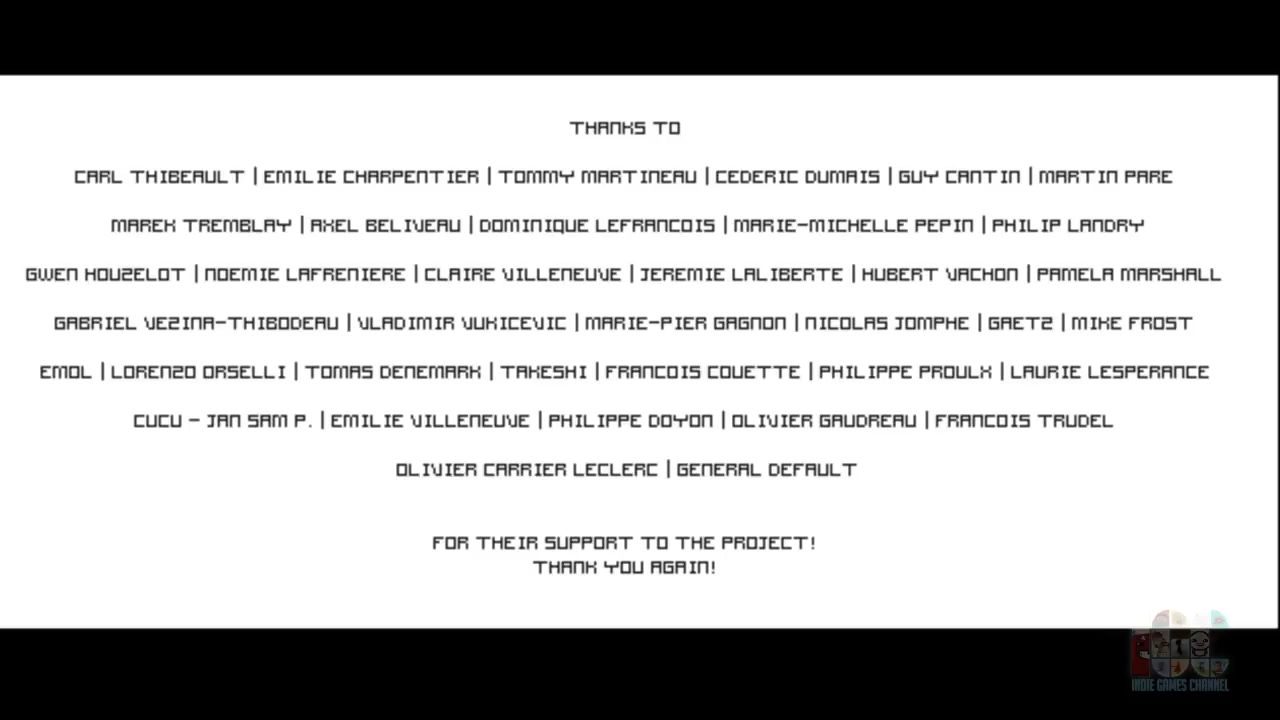 THANKS TO
CARL THIBEAULT | EMILIE CHARPENTIER | TOMMY MARTINEAU | CEDERIC DUMAIS | GUY CANTIN | MARTIN PARE
MAREK TREMBLAY | AXEL BELIVEAU | DOMINIQUE LEFRANCOIS | MARIE-MICHELLE PEPIN | PHILIP LANDRY
GWEN HOUZELOT | NOEMIE LAFRENIERE | CLAIRE VILLENEUVE | JEREMIE LALIBERTE | HUBERT VACHON | PAMELA MARSHALL
GABRIEL VEZINA-THIBODEAU | VLADIMIR VUKICEVIC | MARIE-PIER GAGNON | NICOLAS JOMPHE | GAETZ | MIKE FROST
EMOL | LORENZO ORSELLI | TOMAS DENEMARK | TAKESHI | FRANCOIS COUETTE | PHILIPPE PROULX | LAURIE LESPERANCE
CUCU - JAN SAM P. | EMILIE VILLENEUVE | PHILIPPE DOYON | OLIVIER GAUDREAU | FRANCOIS TRUDEL
OLIVIER CARRIER LECLERC | GENERAL DEFAULT
FOR THEIR SUPPORT TO THE PROJECT!
THANK YOU AGAIN!
INDIE GAMES CHANNEL